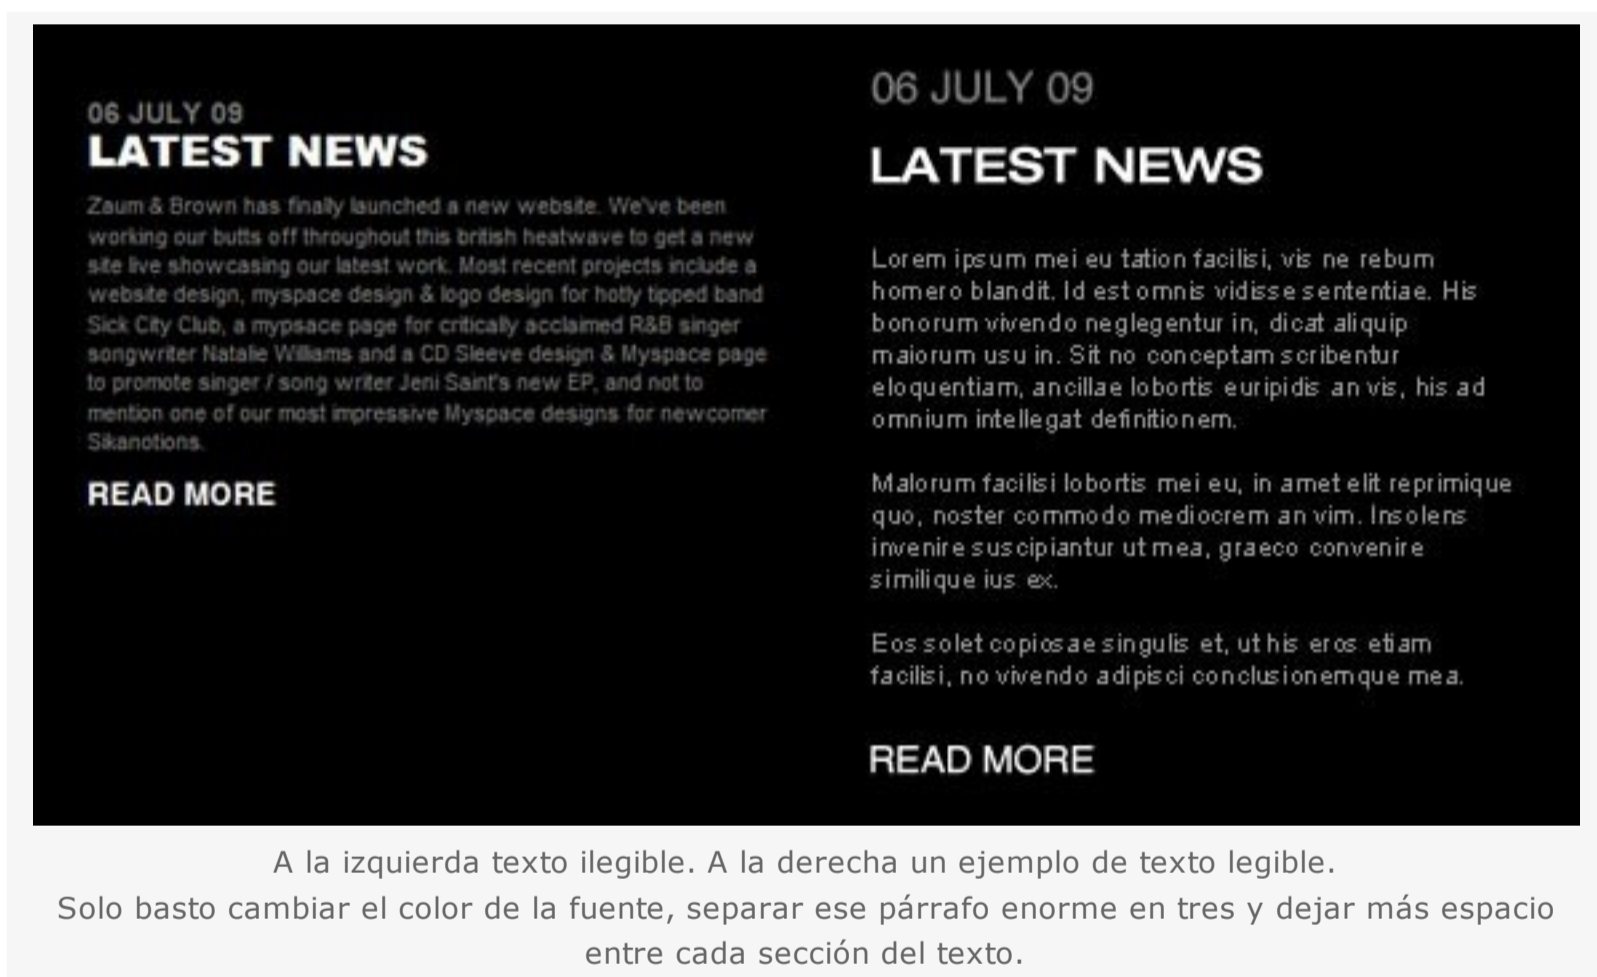 06 JULY 09
LATEST NEWS
Zaum & Brown has finally launched a new website. We've been
working our butts off throughout this british heatwave to get a new
site live showcasing our latest work. Most recent projects include a
website design, myspace design & logo design for hotly tipped band
Sick City Club, a mypsace page for critically acclaimed R&B singer
songwriter Natalie Williams and a CD Sleeve design & Myspace page
to promote singer / song writer Jeni Saint's new EP, and not to
mention one of our most impressive Myspace designs for newcomer
Sikanotions.
READ MORE
06 JULY 09
LATEST NEWS
Lorem ipsum mei eu tation facilisi, vis ne rebum
homero blandit. Id est omnis vidisse sententiae. His
bonorum vivendo neglegentur in, dicat aliquip
maiorum usu in. Sit no conceptam scribentur
eloquentiam, ancillae lobortis euripidis an vis, his ad
omnium intellegat definitionem.
Malorum facilisi lobortis mei eu, in amet elit reprimique
quo, noster commodo mediocrem an vim. Insolens
invenire suscipiantur ut mea, graeco convenire
similique ius ex.
Eos solet copiosae singulis et, ut his eros etiam
facilisi, no vivendo adipisci conclusionemque mea.
READ MORE
A la izquierda texto ilegible. A la derecha un ejemplo de texto legible.
Solo basto cambiar el color de la fuente, separar ese párrafo enorme en tres y dejar más espacio
entre cada sección del texto.